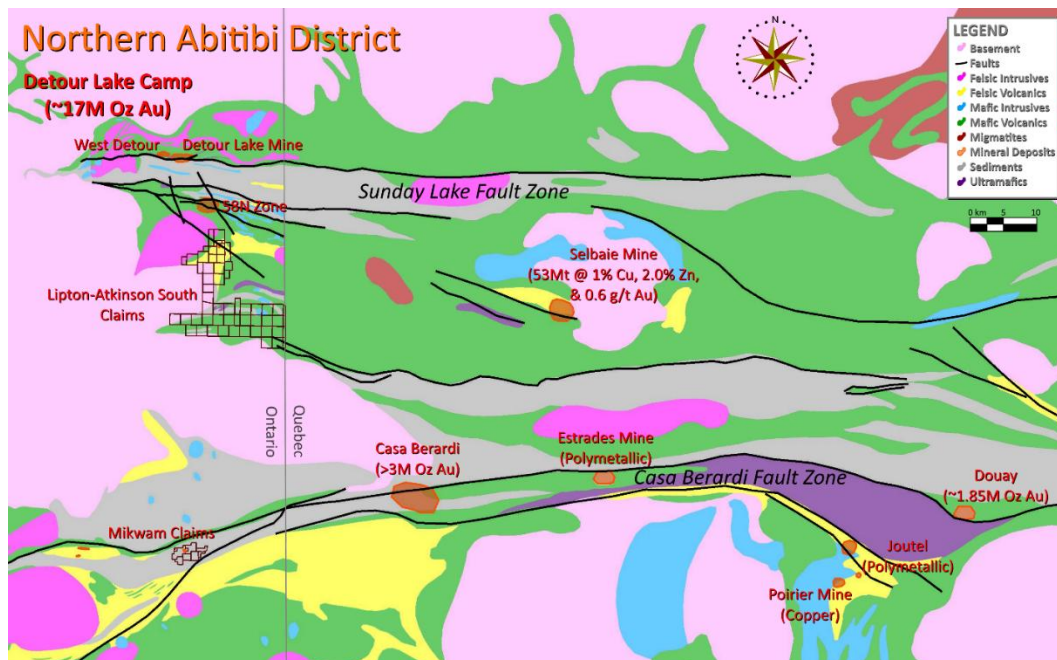 Northern Abitibi District
Detour Lake Camp
(~17M Oz Au)
N
LEGEND
Basement
Faults
Felsic Intrusives
Felsic Volcanics
Mafic Intrusives
Mafic Volcanics
Migmatites
Mineral Deposits
Sediments
Ultramafics
0 km 5 10
West Detour
Detour Lake Mine
Sunday Lake Fault Zone
58N Zone
Selbaie Mine
(53Mt @ 1% Cu, 2.0% Zn,
& 0.6 g/t Au)
Lipton-Atkinson South
Claims
Ontario
Quebec
Casa Berardi
(>3M Oz Au)
Estrades Mine
(Polymetallic)
Casa Berardi Fault Zone
Douay
(~1.85M Oz Au)
Mikwam Claims
Joutel
(Polymetallic)
Poirier Mine
(Copper)